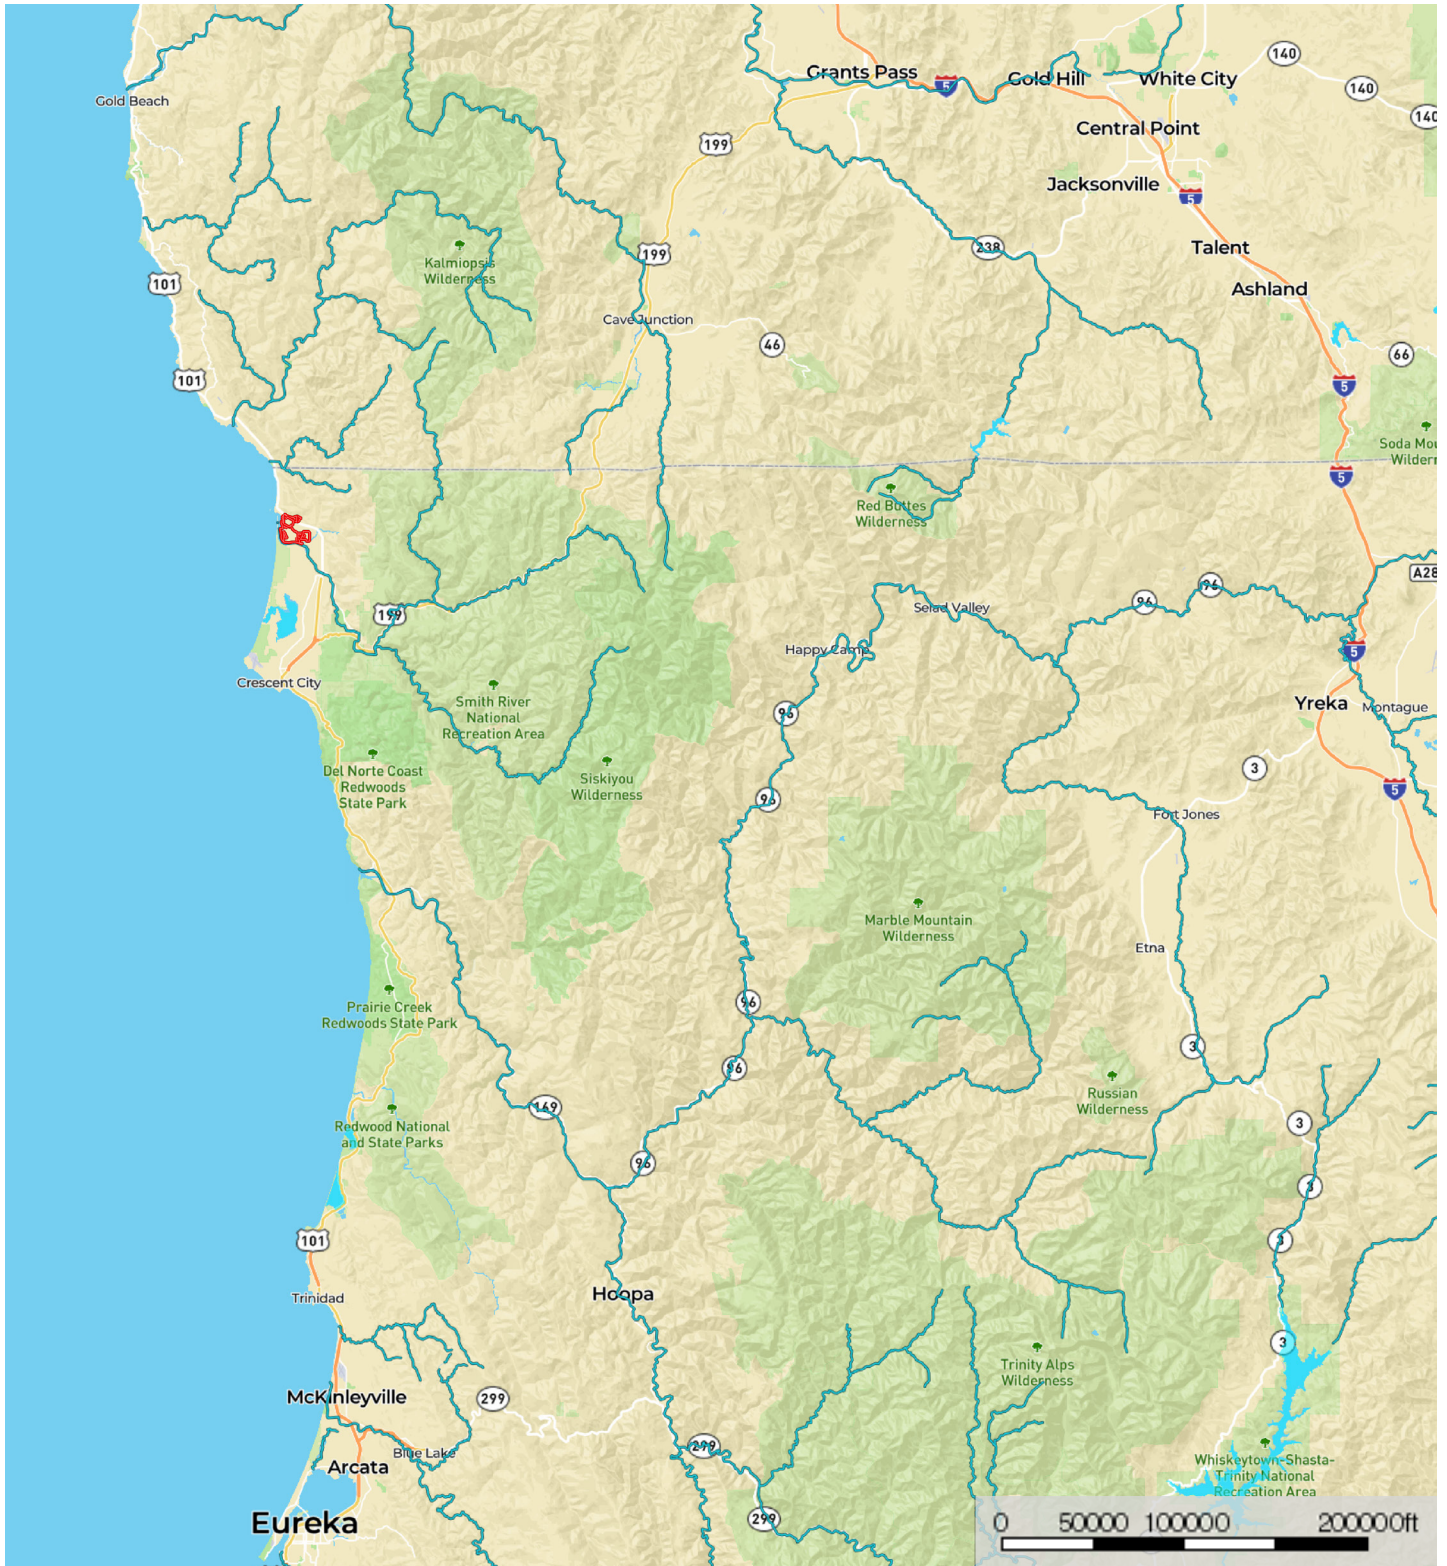 Grants Pass
5
Gold Hill
White City
140
140
140
Gold Beach
Central Point
199
Jacksonville
5
238
Talent
199
Kalmiopsis
Wilderness
101
Ashland
Cave Junction
46
66
101
5
Soda Mou
Wildern
5
Red Buttes
Wilderness
A28
96
96
Seiad Valley
199
Happy Camp
5
Crescent City
Smith River
National
Recreation Area
96
Yreka
Montague
Del Norte Coast
Redwoods
State Park
Siskiyou
Wilderness
3
96
5
Fort Jones
Marble Mountain
Wilderness
Etna
Prairie Creek
Redwoods State Park
96
3
96
Russian
Wilderness
169
Redwood National
and State Parks
3
96
3
101
3
Trinidad
Hoopa
3
Trinity Alps
Wilderness
McKinleyville
299
Blue Lake
299
Arcata
Whiskeytown-Shasta-
Trinity National
Recreation Area
Eureka
299
0 50000 100000 200000ft